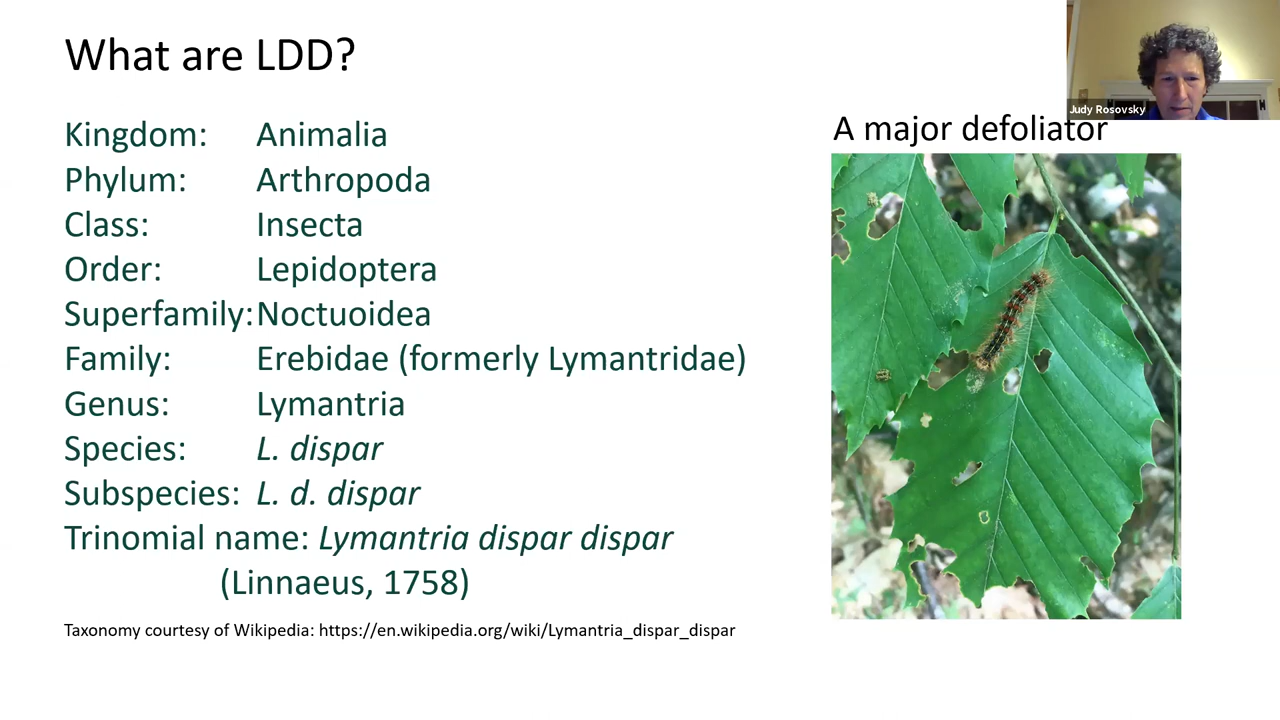 What are LDD?
Judy Rosovsky
Kingdom: Animalia
Phylum: Arthropoda
Class: Insecta
Order: Lepidoptera
Superfamily: Noctuoidea
Family: Erebidae (formerly Lymantridae)
Genus: Lymantria
Species: L. dispar
Subspecies: L. d. dispar
Trinomial name: Lymantria dispar dispar
(Linnaeus, 1758)
Taxonomy courtesy of Wikipedia: https://en.wikipedia.org/wiki/Lymantria_dispar_dispar
A major defoliator